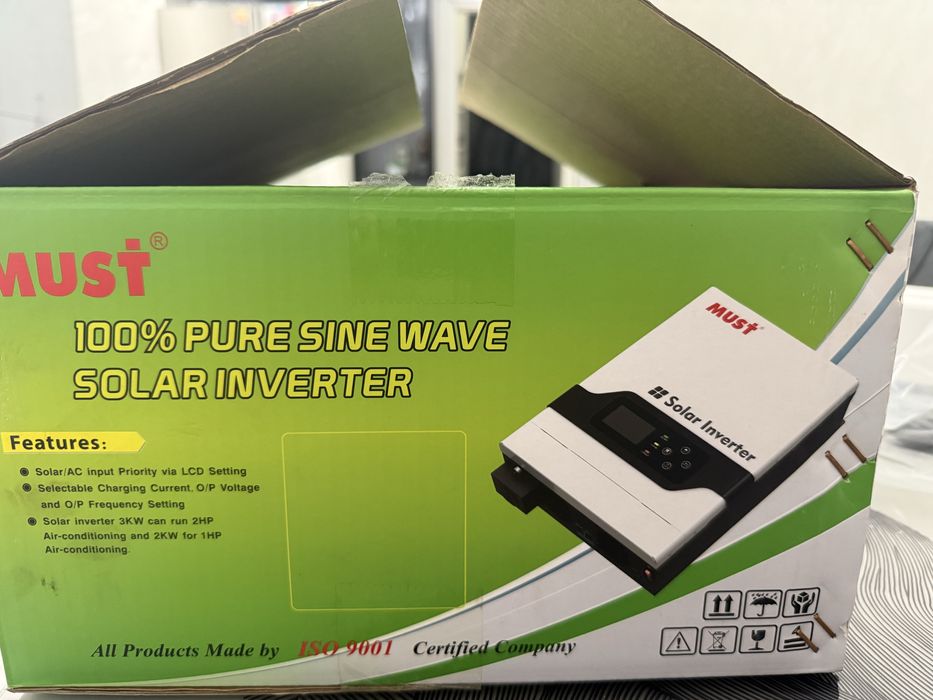 MUST®
100% PURE SINE WAVE
SOLAR INVERTER
MUST
Solar Inverter
Features:
Solar/AC input Priority via LCD Setting
Selectable Charging Current, O/P Voltage
and O/P Frequency Setting
Solar inverter 3KW can run 2HP
Air-conditioning and 2KW for 1HP
Air-conditioning.
All Products Made by ISO 9001 Certified Company